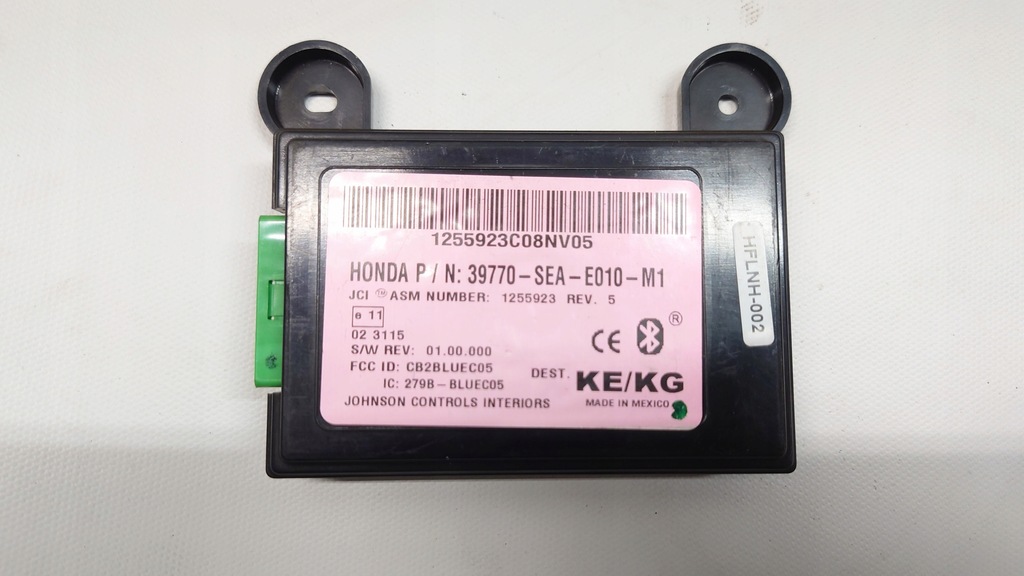 1255923C08NV05
HONDA P / N: 39770-SEA-E010-M1
JCI ™ ASM NUMBER: 1255923 REV. 5
e 11
02 3115
S/W REV: 01.00.000
FCC ID: CB2BLUEC05
IC: 279B-BLUEC05
JOHNSON CONTROLS INTERIORS
CE ®
DEST. KE/KG
MADE IN MEXICO
HFLNH-002